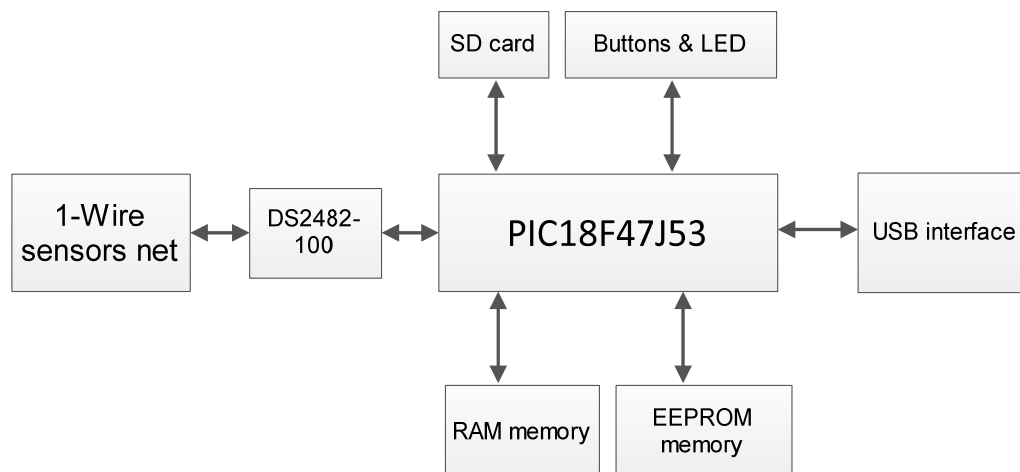 SD card
Buttons & LED
1-Wire
sensors net
DS2482-
100
PIC18F47J53
USB interface
RAM memory
EEPROM
memory